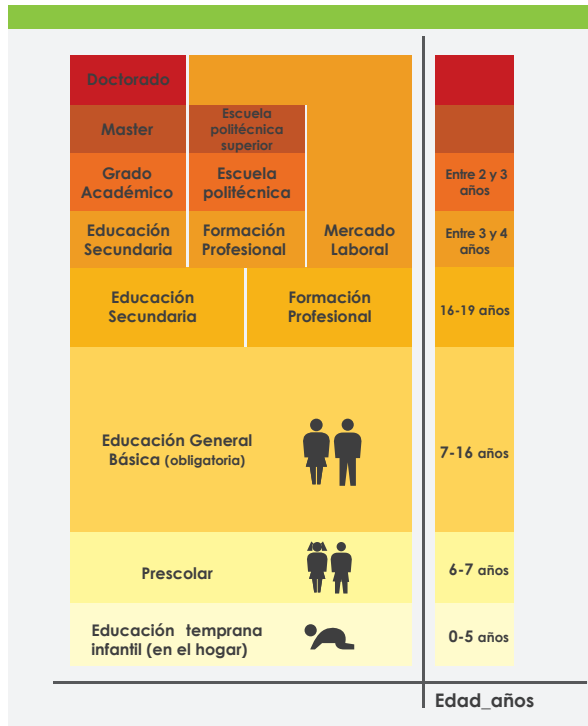 Doctorado
Master
Escuela
politécnica
superior
Grado
Académico
Escuela
politécnica
Entre 2 y 3
años
Educación
Secundaria
Formación
Profesional
Mercado
Laboral
Entre 3 y 4
años
Educación
Secundaria
Formación
Profesional
16-19 años
Educación General
Básica (obligatoria)
7-16 años
Prescolar
6-7 años
Educación temprana
infantil (en el hogar)
0-5 años
Edad_años